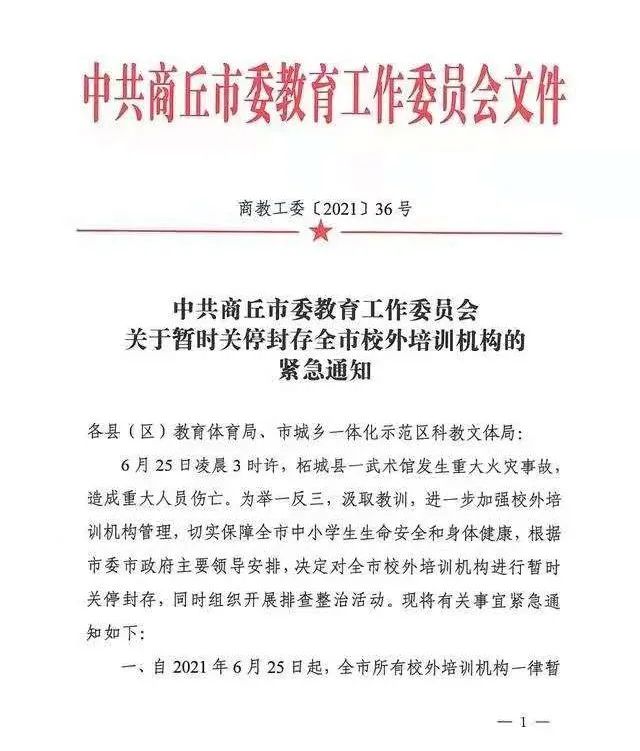 中共商丘市委教育工作委员会文件
商教工委〔2021〕36号
中共商丘市委教育工作委员会
关于暂时关停封存全市校外培训机构的
紧急通知
各县（区）教育体育局、市城乡一体化示范区科教文体局：
6月25日凌晨3时许，柘城县一武术馆发生重大火灾事故，
造成重大人员伤亡。为举一反三，汲取教训，进一步加强校外培
训机构管理，切实保障全市中小学生生命安全和身体健康，根据
市委市政府主要领导安排，决定对全市校外培训机构进行暂时
关停封存，同时组织开展排查整治活动。现将有关事宜紧急通
知如下：
一、自2021年6月25日起，全市所有校外培训机构一律暂
— 1 —